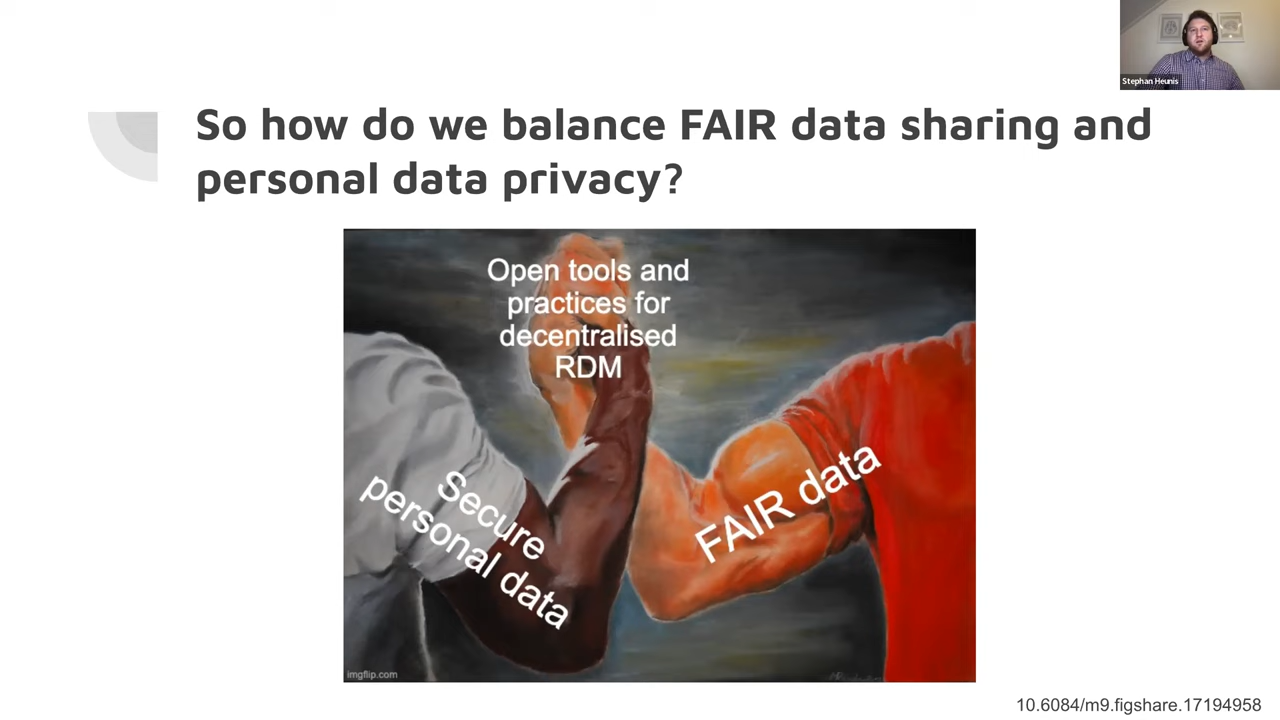 Stephan Heunis
So how do we balance FAIR data sharing and
personal data privacy?
Open tools and
practices for
decentralised
RDM
Secure
personal data
FAIR data
imgflip.com
10.6084/m9.figshare.17194958